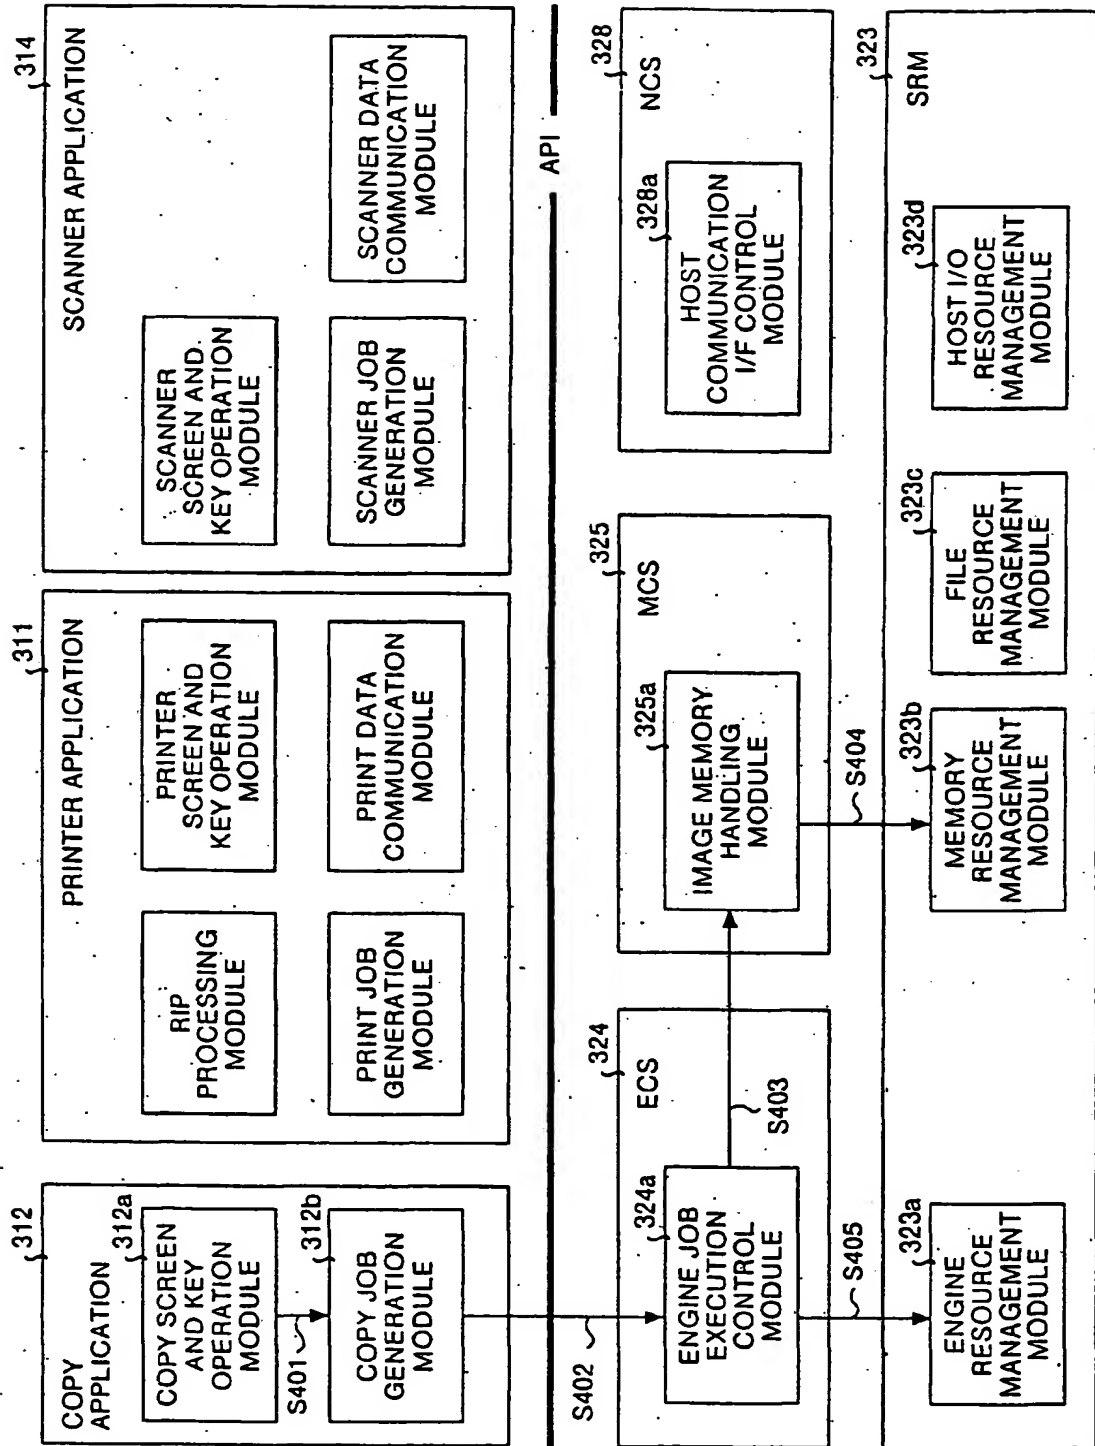 312
COPY
APPLICATION
312a
COPY SCREEN
AND KEY
OPERATION
MODULE
S401
312b
COPY JOB
GENERATION
MODULE
311
PRINTER APPLICATION
RIP
PROCESSING
MODULE
PRINTER
SCREEN AND
KEY OPERATION
MODULE
PRINT JOB
GENERATION
MODULE
PRINT DATA
COMMUNICATION
MODULE
314
SCANNER APPLICATION
SCANNER
SCREEN AND
KEY OPERATION
MODULE
SCANNER JOB
GENERATION
MODULE
SCANNER DATA
COMMUNICATION
MODULE
S402
API
324
ECS
324a
ENGINE JOB
EXECUTION
CONTROL
MODULE
S403
325
MCS
325a
IMAGE MEMORY
HANDLING
MODULE
328
NCS
328a
HOST
COMMUNICATION
I/F CONTROL
MODULE
S405
S404
323
SRM
323a
ENGINE
RESOURCE
MANAGEMENT
MODULE
323b
MEMORY
RESOURCE
MANAGEMENT
MODULE
323c
FILE
RESOURCE
MANAGEMENT
MODULE
323d
HOST I/O
RESOURCE
MANAGEMENT
MODULE